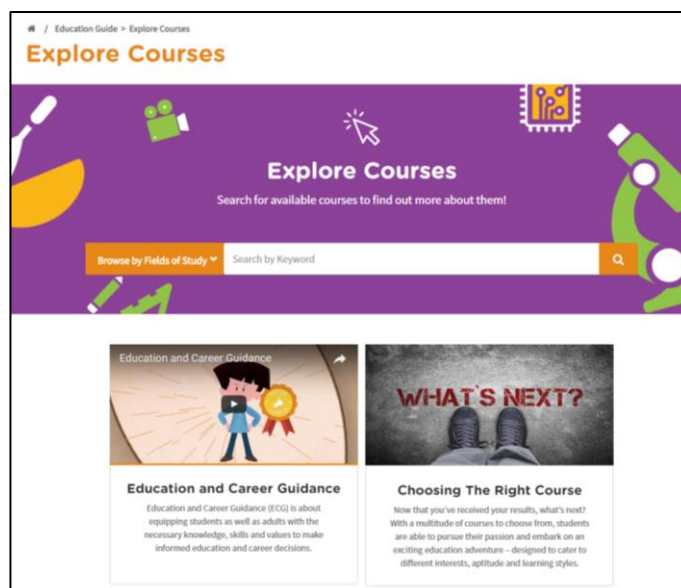 / Education Guide > Explore Courses
Explore Courses
Explore Courses
Search for available courses to find out more about them!
Browse by Fields of Study
Search by Keyword
Education and Career Guidance
WHAT'S NEXT?
Education and Career Guidance
Education and Career Guidance (ECG) is about
equipping students as well as adults with the
necessary knowledge, skills and values to make
informed education and career decisions.
Choosing The Right Course
Now that you've received your results, what's next?
With a multitude of courses to choose from, students
are able to pursue their passion and embark on an
exciting education adventure – designed to cater to
different interests, aptitude and learning styles.